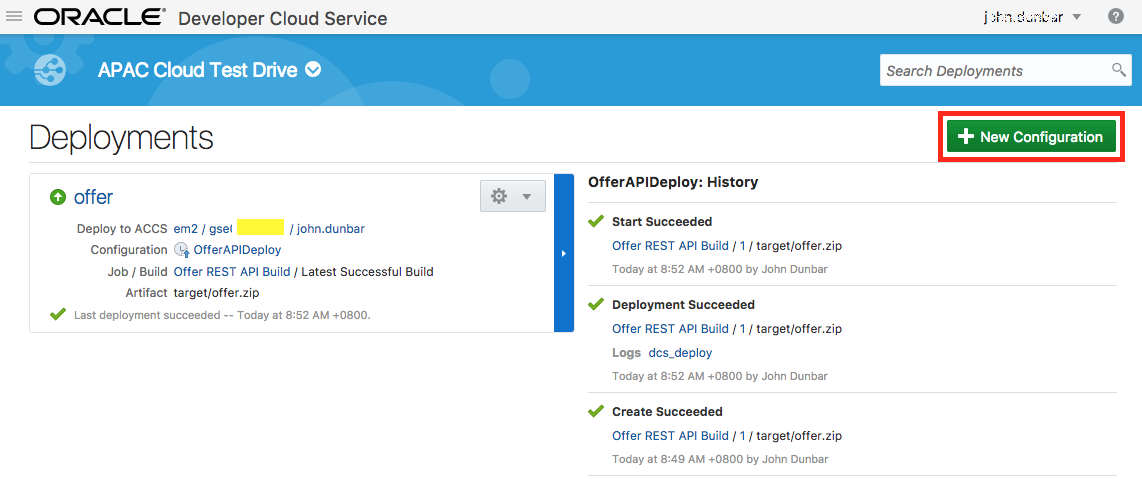 ORACLE® Developer Cloud Service
john.dunbar
?
APAC Cloud Test Drive
Search Deployments
Deployments
+ New Configuration
offer
Deploy to ACCS em2 / gse0 / john.dunbar
Configuration OfferAPIDeploy
Job / Build Offer REST API Build / Latest Successful Build
Artifact target/offer.zip
Last deployment succeeded -- Today at 8:52 AM +0800.
OfferAPIDeploy: History
Start Succeeded
Offer REST API Build / 1 / target/offer.zip
Today at 8:52 AM +0800 by John Dunbar
Deployment Succeeded
Offer REST API Build / 1 / target/offer.zip
Logs dcs_deploy
Today at 8:52 AM +0800 by John Dunbar
Create Succeeded
Offer REST API Build / 1 / target/offer.zip
Today at 8:49 AM +0800 by John Dunbar